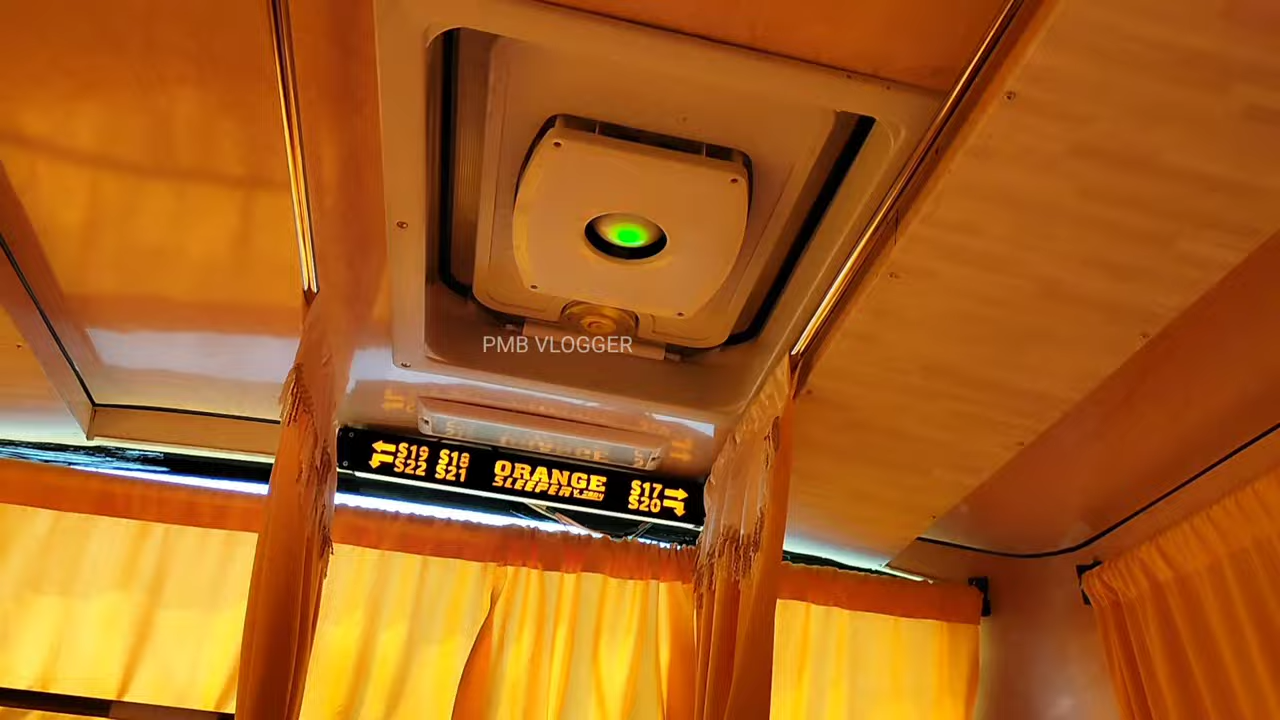 PMB VLOGGER
S19 S18
S22 S21
ORANGE
SLEEPER
S17
S20